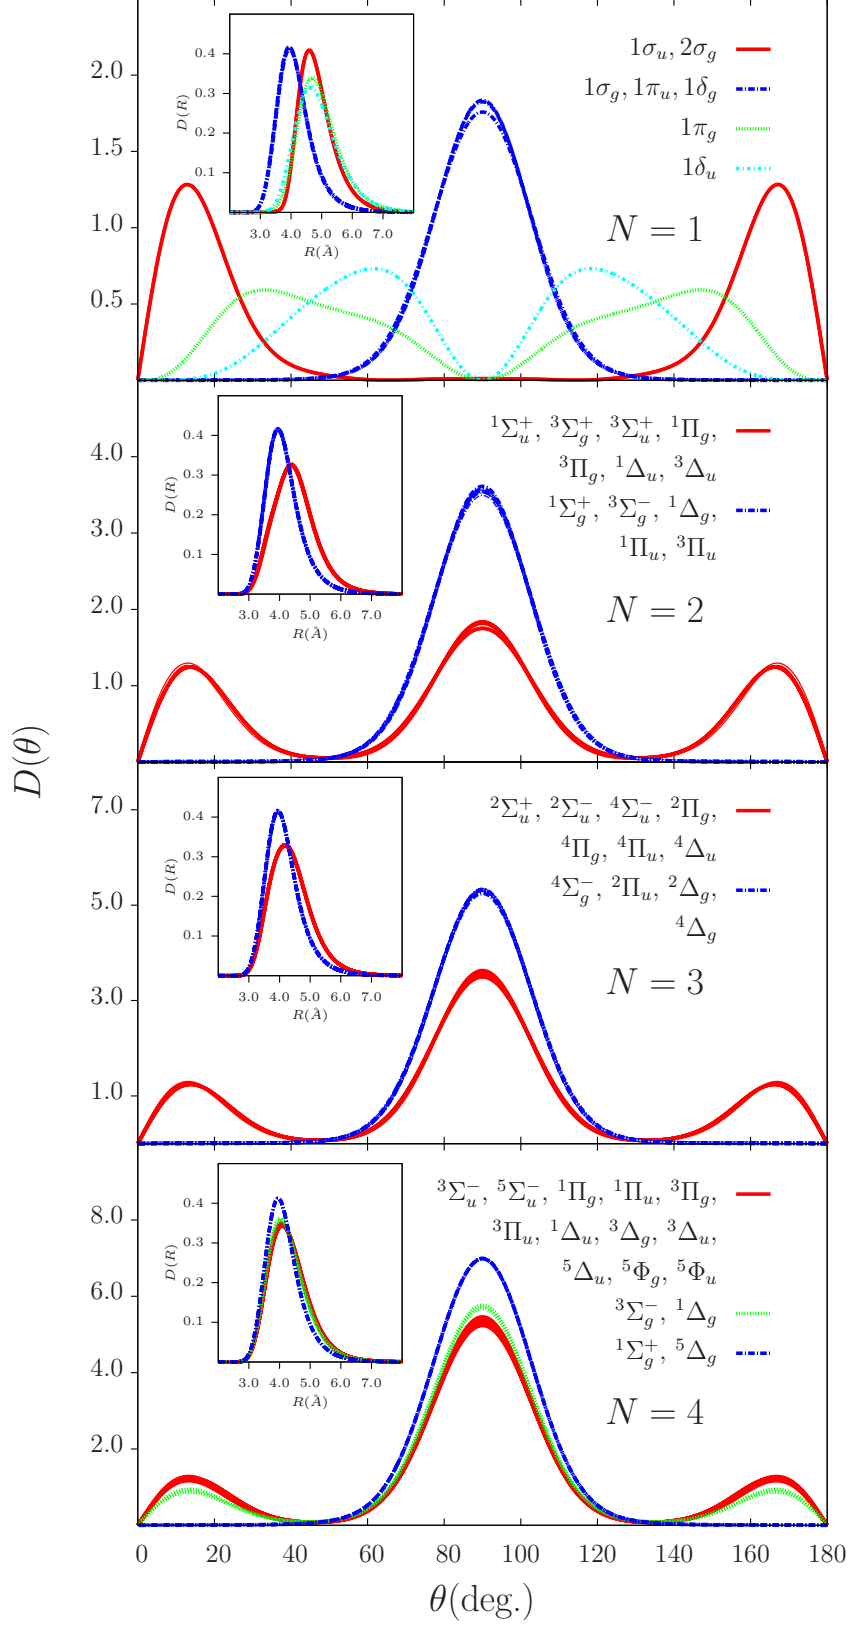 2.0
1.5
1.0
0.5
0.4
0.3
0.2
0.1
D(R)
3.0 4.0 5.0 6.0 7.0
R(Å)
1σ_u, 2σ_g
1σ_g, 1π_u, 1δ_g
1π_g
1δ_u
N = 1
4.0
3.0
2.0
1.0
0.4
0.3
0.2
0.1
D(R)
3.0 4.0 5.0 6.0 7.0
R(Å)
¹Σ_u⁺, ³Σ_g⁺, ³Σ_u⁺, ¹Π_g,
³Π_g, ¹Δ_u, ³Δ_u
¹Σ_g⁺, ³Σ_g⁻, ¹Δ_g,
¹Π_u, ³Π_u
N = 2
D(θ)
7.0
5.0
3.0
1.0
0.4
0.3
0.2
0.1
D(R)
3.0 4.0 5.0 6.0 7.0
R(Å)
²Σ_u⁺, ²Σ_u⁻, ⁴Σ_u⁻, ²Π_g,
⁴Π_g, ⁴Π_u, ⁴Δ_u
⁴Σ_g⁻, ²Π_u, ²Δ_g,
⁴Δ_g
N = 3
8.0
6.0
4.0
2.0
0.4
0.3
0.2
0.1
D(R)
3.0 4.0 5.0 6.0 7.0
R(Å)
³Σ_u⁻, ⁵Σ_u⁻, ¹Π_g, ¹Π_u, ³Π_g,
³Π_u, ¹Δ_u, ³Δ_g, ³Δ_u,
⁵Δ_u, ⁵Φ_g, ⁵Φ_u
³Σ_g⁻, ¹Δ_g
¹Σ_g⁺, ⁵Δ_g
N = 4
0 20 40 60 80 100 120 140 160 180
θ(deg.)